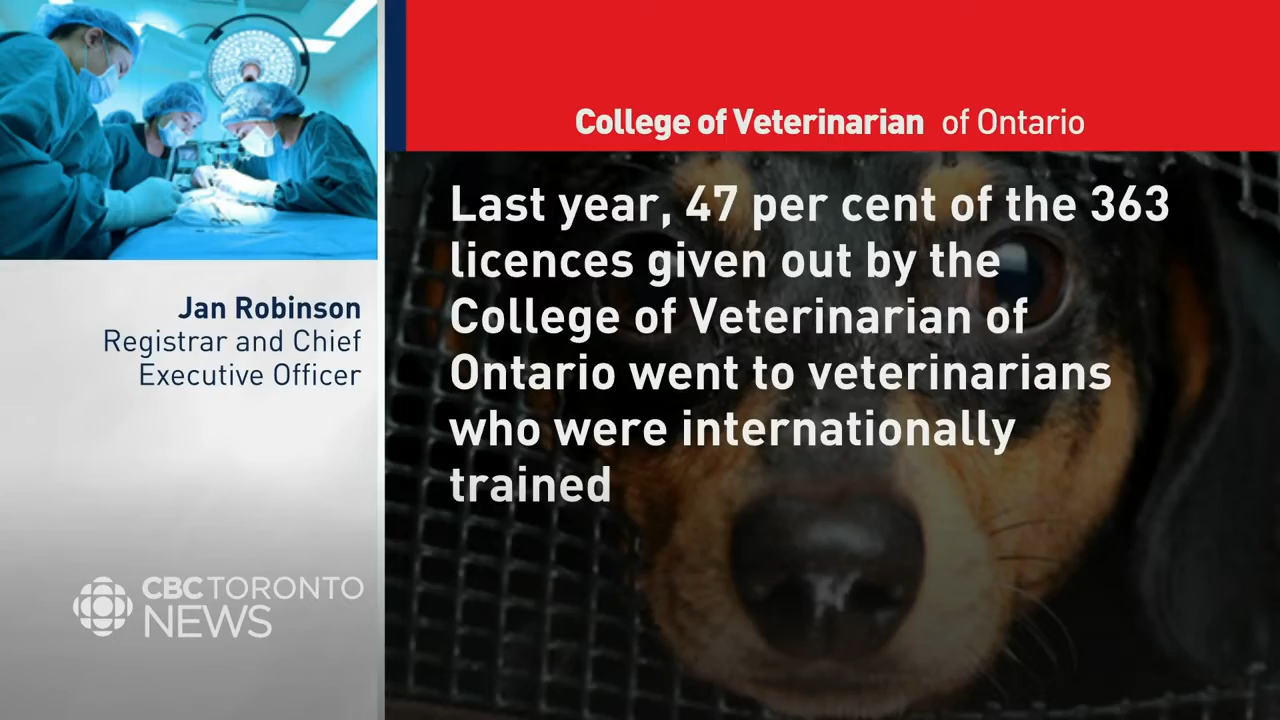 College of Veterinarian of Ontario
Last year, 47 per cent of the 363
licences given out by the
College of Veterinarian of
Ontario went to veterinarians
who were internationally
trained
Jan Robinson
Registrar and Chief
Executive Officer
CBC TORONTO
NEWS